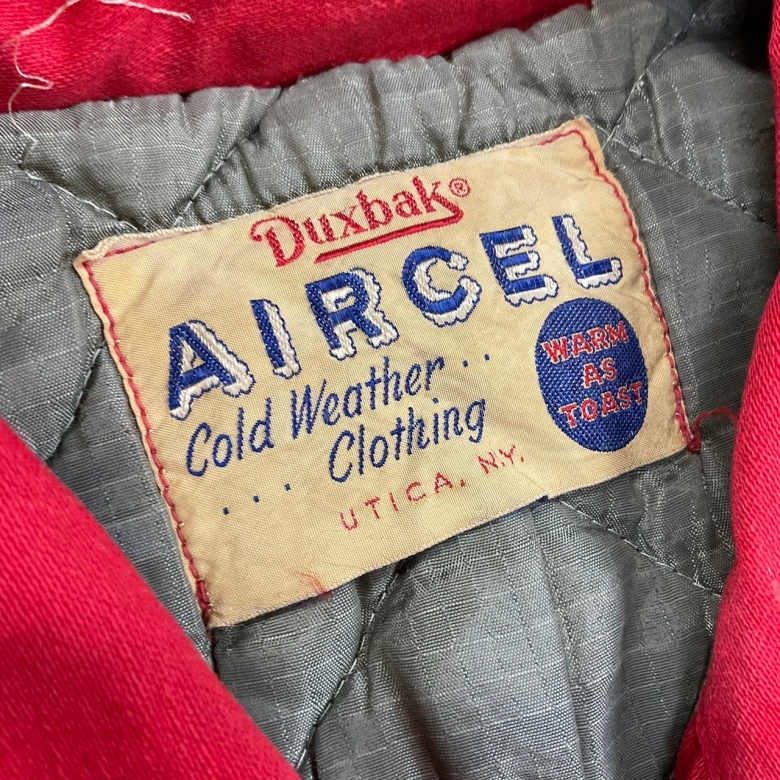 Duxbak®
AIRCEL
Cold Weather . .
. . . Clothing
UTICA, N.Y.
WARM
AS
TOAST